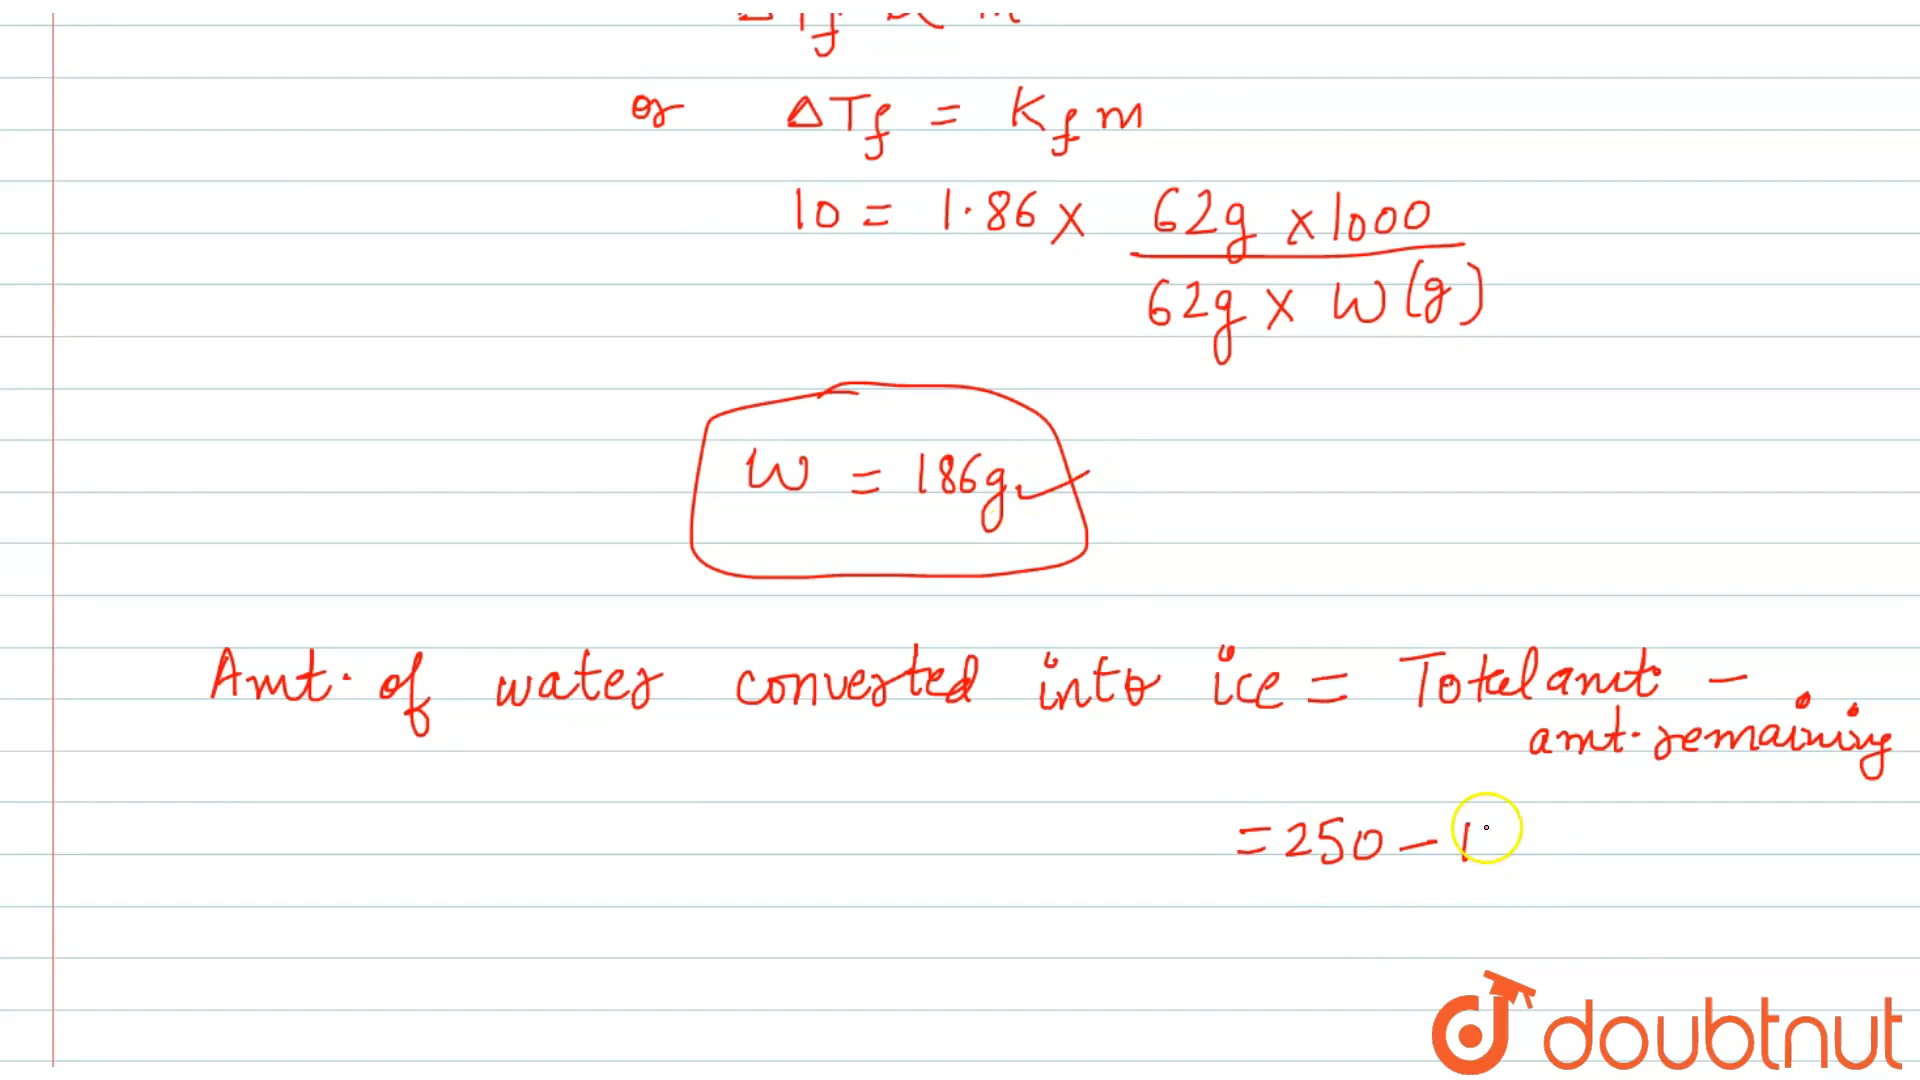 ΔTf ∝ m
or ΔTf = Kf m
10 = 1.86 × 62g × 1000
62g × W(g)
W = 186g ✓
Amt. of water converted into ice = Total amt. –
amt. remaining
= 250 – 1
doubtnut